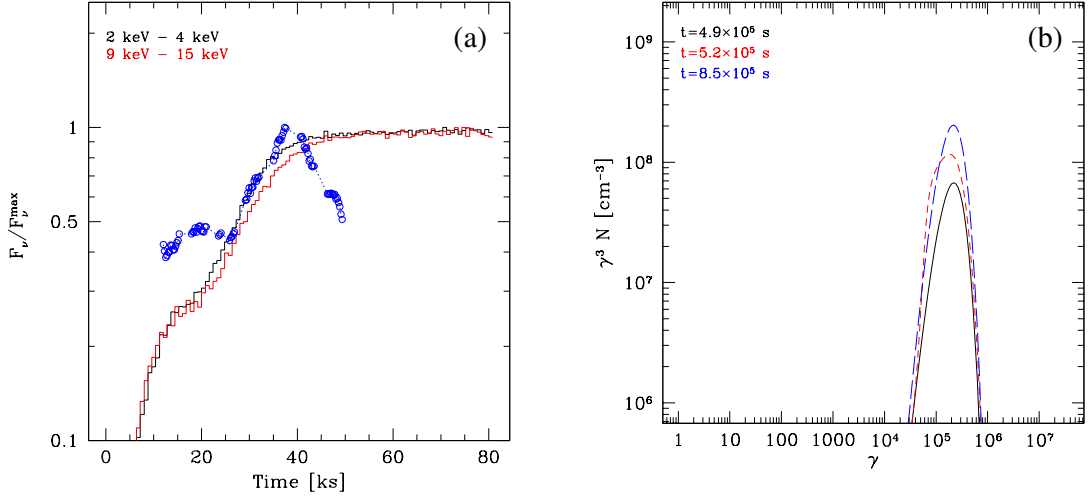 2 keV − 4 keV
9 keV − 15 keV
(a)
F_ν/F_ν^max
1
0.5
0.1
0 20 40 60 80
Time [ks]
t=4.9×10⁵ s
t=5.2×10⁵ s
t=8.5×10⁵ s
(b)
γ³ N [cm⁻³]
10⁹
10⁸
10⁷
10⁶
1 10 100 1000 10⁴ 10⁵ 10⁶ 10⁷
γ